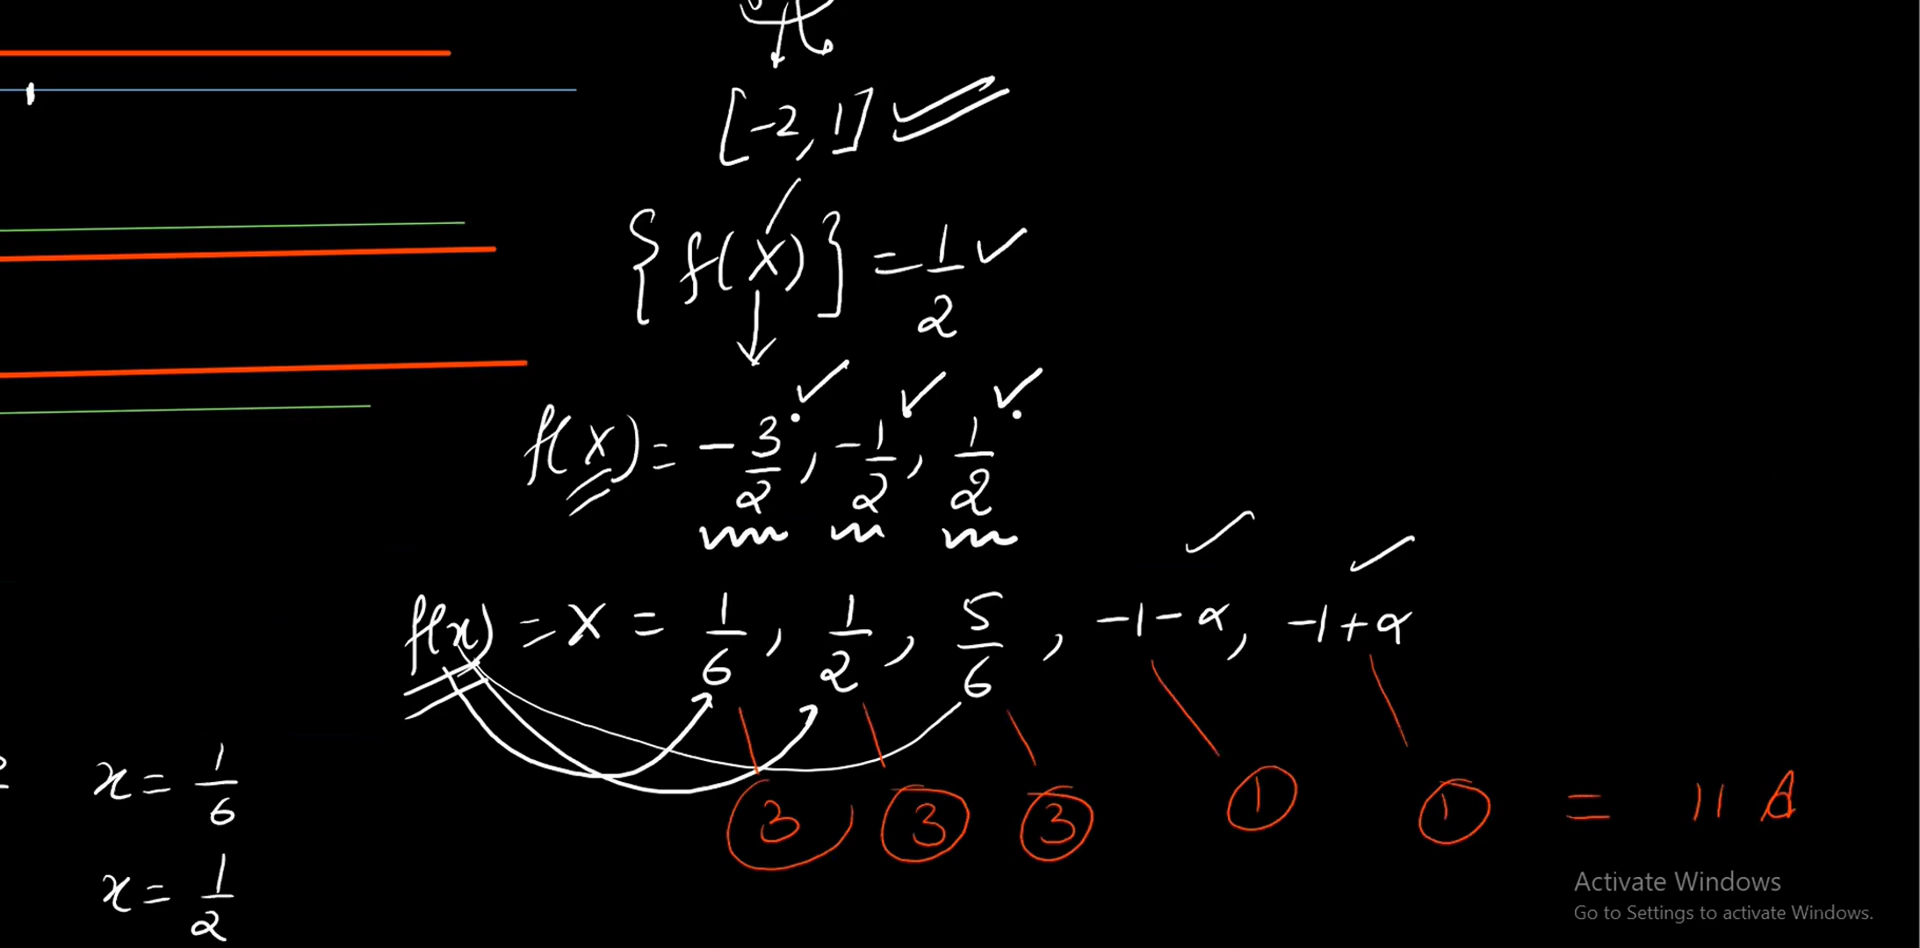 [-2, 1]
{f(x)} = 1/2
f(x) = -3/2, -1/2, 1/2
f(x) = x = 1/6, 1/2, 5/6, -1-α, -1+α
x = 1/6
3 3 3 1 1 = 11
x = 1/2
Activate Windows
Go to Settings to activate Windows.